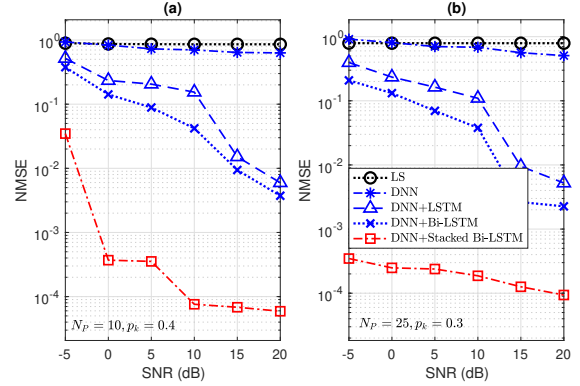 (a)
(b)
NMSE
10^0
10^-1
10^-2
10^-3
10^-4
-5 0 5 10 15 20
SNR (dB)
N_P = 10, p_k = 0.4
NMSE
10^0
10^-1
10^-2
10^-3
10^-4
LS
DNN
DNN+LSTM
DNN+Bi-LSTM
DNN+Stacked Bi-LSTM
N_P = 25, p_k = 0.3
-5 0 5 10 15 20
SNR (dB)